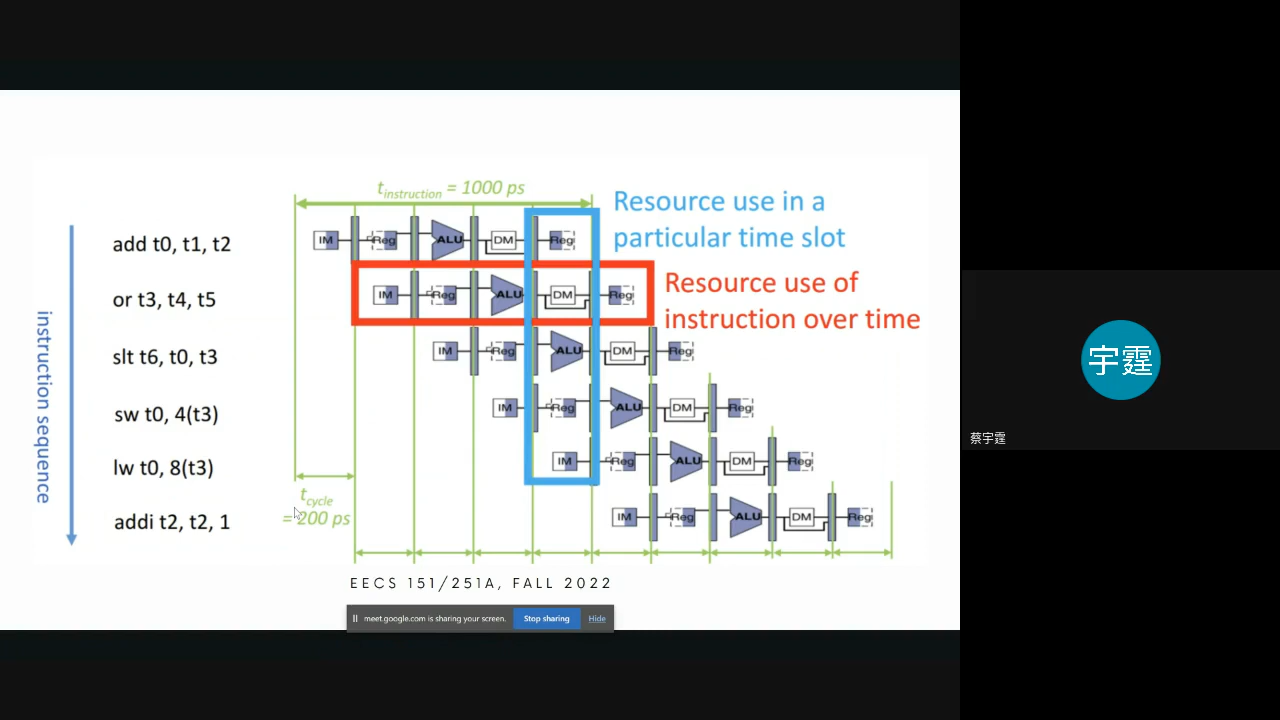 t instruction = 1000 ps
Resource use in a
particular time slot
Resource use of
instruction over time
instruction sequence
add t0, t1, t2
IM Reg ALU DM Reg
or t3, t4, t5
IM Reg ALU DM Reg
slt t6, t0, t3
IM Reg ALU DM Reg
sw t0, 4(t3)
IM Reg ALU DM Reg
lw t0, 8(t3)
IM Reg ALU DM Reg
addi t2, t2, 1
IM Reg ALU DM Reg
t cycle
= 200 ps
EECS 151/251A, FALL 2022
meet.google.com is sharing your screen. Stop sharing Hide
宇霆
蔡宇霆